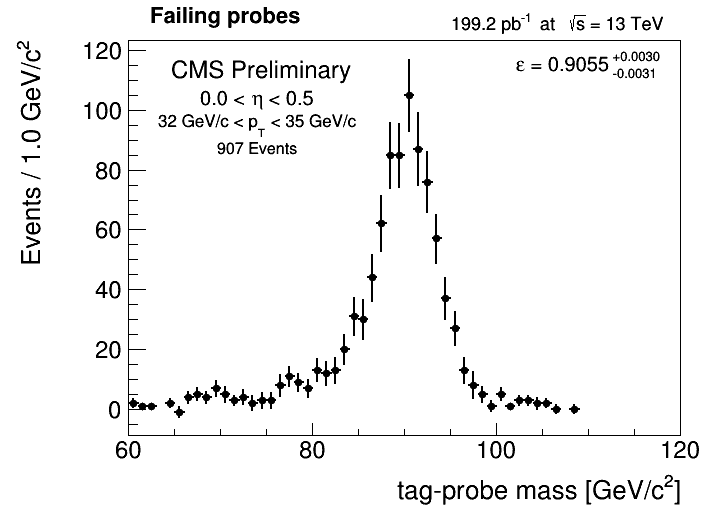 Failing probes
199.2 pb⁻¹ at √s = 13 TeV
CMS Preliminary
0.0 < η < 0.5
32 GeV/c < p_T < 35 GeV/c
907 Events
ε = 0.9055 +0.0030 -0.0031
Events / 1.0 GeV/c²
120
100
80
60
40
20
0
60 80 100 120
tag-probe mass [GeV/c²]